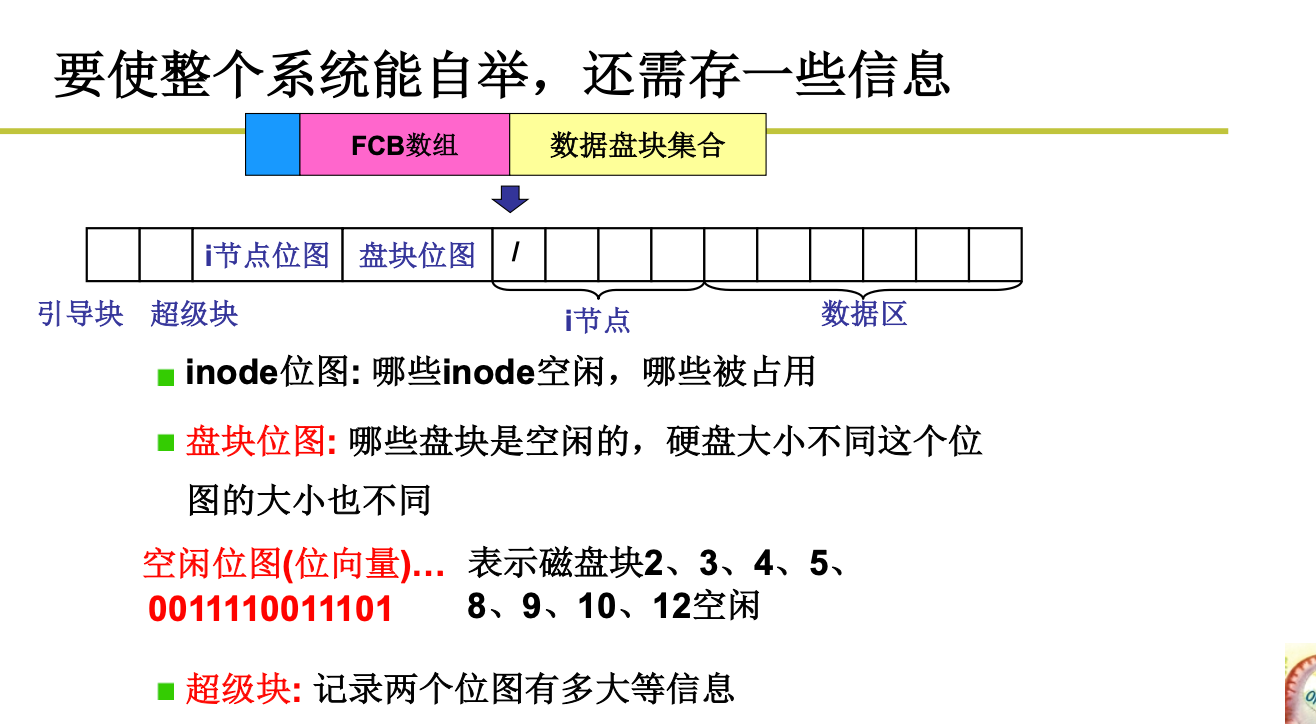 要使整个系统能自举，还需存一些信息
FCB数组 数据盘块集合
i节点位图 盘块位图 /
引导块 超级块 i节点 数据区
inode位图: 哪些inode空闲，哪些被占用
盘块位图: 哪些盘块是空闲的，硬盘大小不同这个位
图的大小也不同
空闲位图(位向量)… 表示磁盘块2、3、4、5、
0011110011101 8、9、10、12空闲
超级块: 记录两个位图有多大等信息